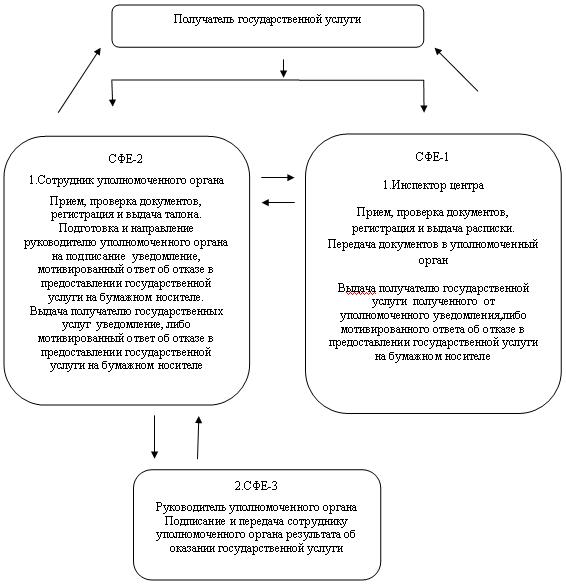 Получатель государственной услуги
СФЕ-2
1.Сотрудник уполномоченного органа
Прием, проверка документов,
регистрация и выдача талона.
Подготовка и направление
руководителю уполномоченого органа
на подписание уведомление,
мотивированный ответ об отказе в
предоставлении государственной
услуги на бумажном носителе.
Выдача получателю государственных
услуг уведомление, либо
мотивированный ответ об отказе в
предоставлении государственной
услуги на бумажном носителе
СФЕ-1
1.Инспектор центра
Прием, проверка документов,
регистрация и выдача расписки.
Передача документов в уполномоченный
орган
Выдача получателю государственной
услуги полученного от
уполномоченного уведомления,либо
мотивированного ответа об отказе в
предоставлении государственной услуги
на бумажном носителе
2.СФЕ-3
Руководитель уполномоченого органа
Подписание и передача сотруднику
уполномоченого органа результата об
оказании государственной услуги